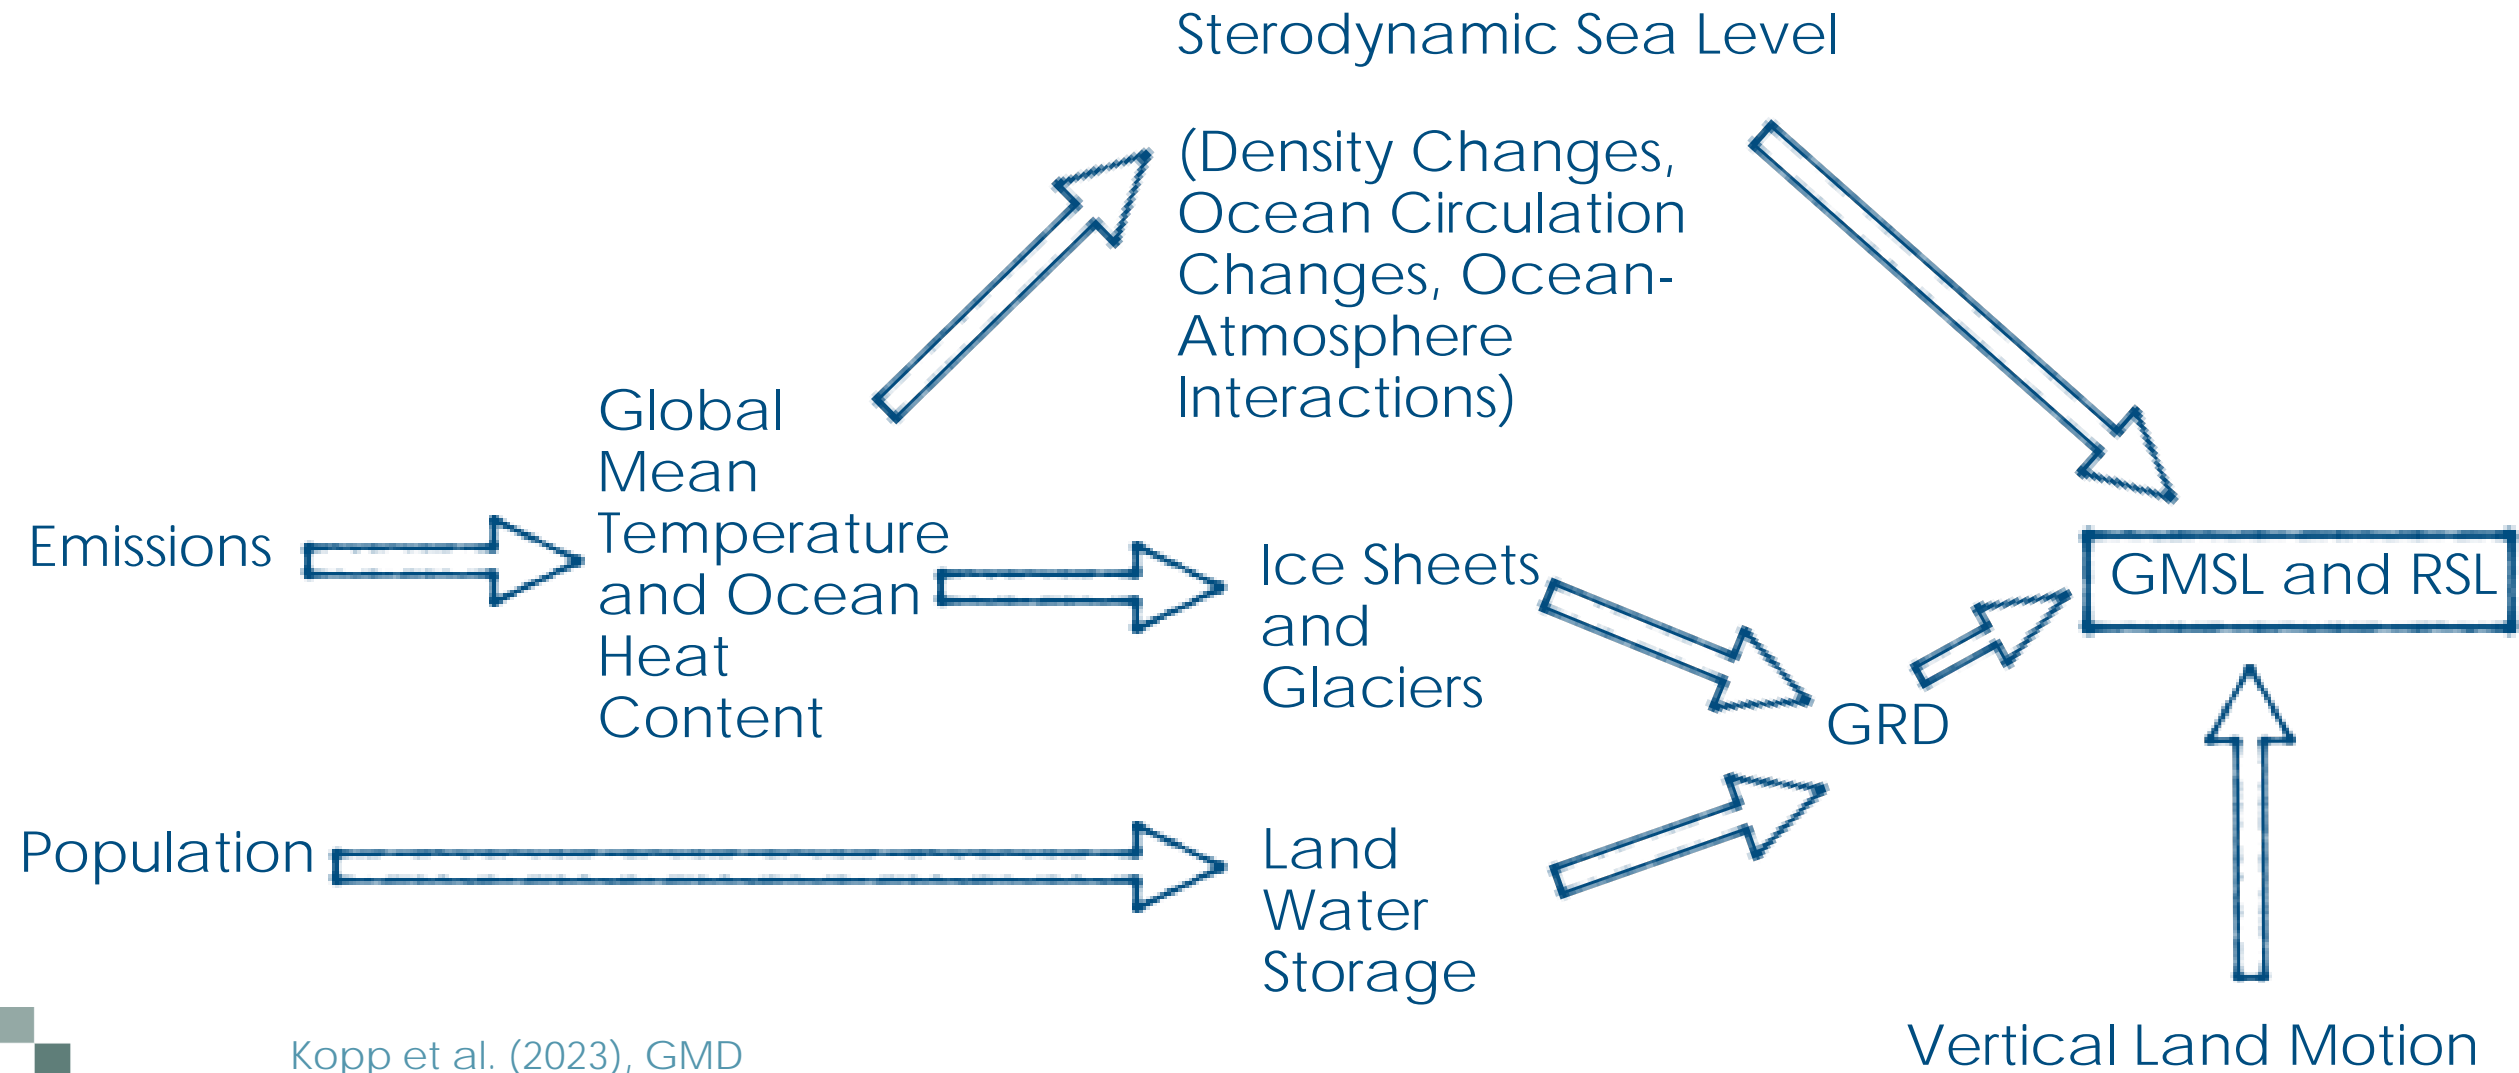 Sterodynamic Sea Level
(Density Changes,
Ocean Circulation
Changes, Ocean-
Atmosphere
Interactions)
Global
Mean
Temperature
and Ocean
Heat
Content
Emissions
Ice Sheets
and
Glaciers
GMSL and RSL
GRD
Population
Land
Water
Storage
Vertical Land Motion
Kopp et al. (2023), GMD